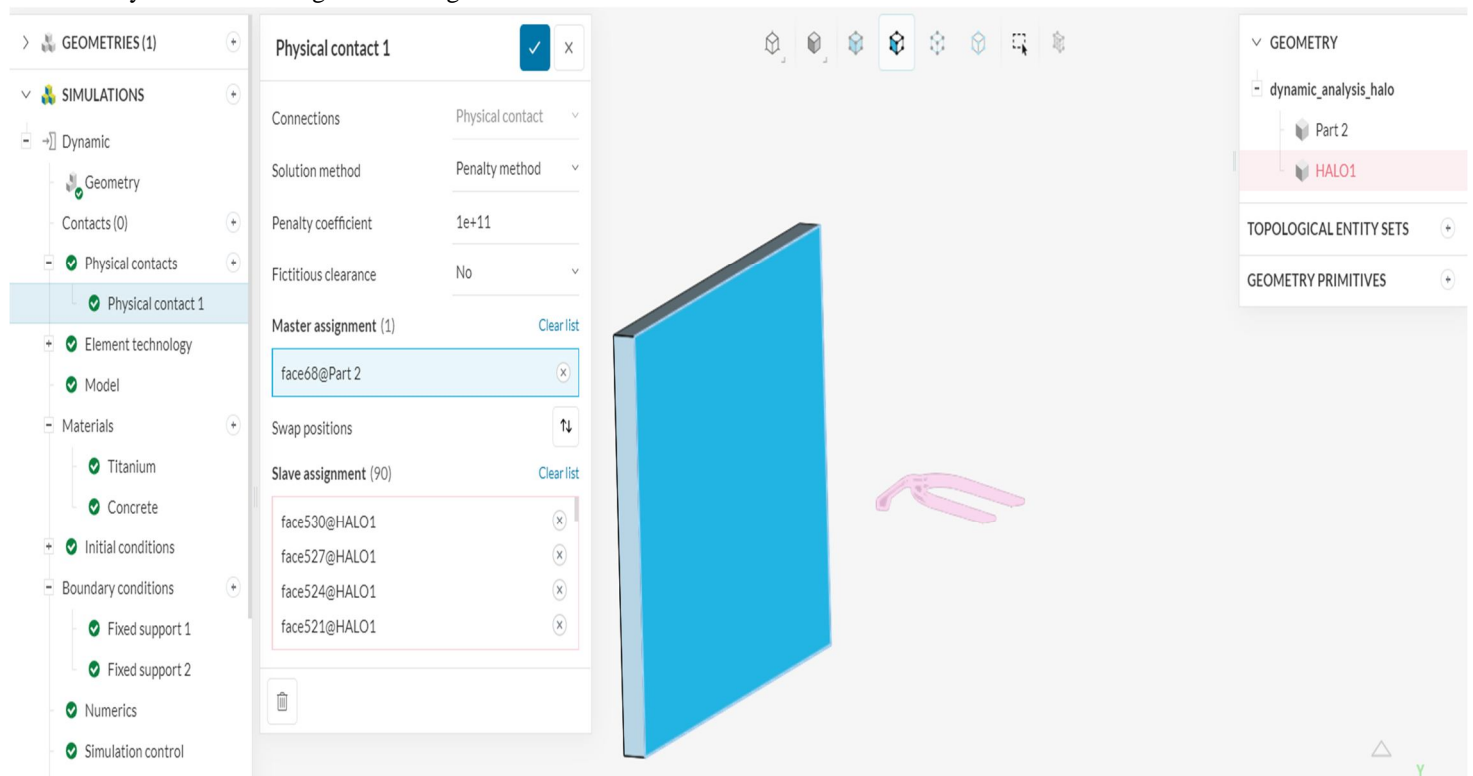 GEOMETRIES (1)
SIMULATIONS
Dynamic
Geometry
Contacts (0)
Physical contacts
Physical contact 1
Element technology
Model
Materials
Titanium
Concrete
Initial conditions
Boundary conditions
Fixed support 1
Fixed support 2
Numerics
Simulation control
Physical contact 1
Connections Physical contact
Solution method Penalty method
Penalty coefficient 1e+11
Fictitious clearance No
Master assignment (1) Clear list
face68@Part 2
Swap positions
Slave assignment (90) Clear list
face530@HALO1
face527@HALO1
face524@HALO1
face521@HALO1
GEOMETRY
dynamic_analysis_halo
Part 2
HALO1
TOPOLOGICAL ENTITY SETS
GEOMETRY PRIMITIVES
Y